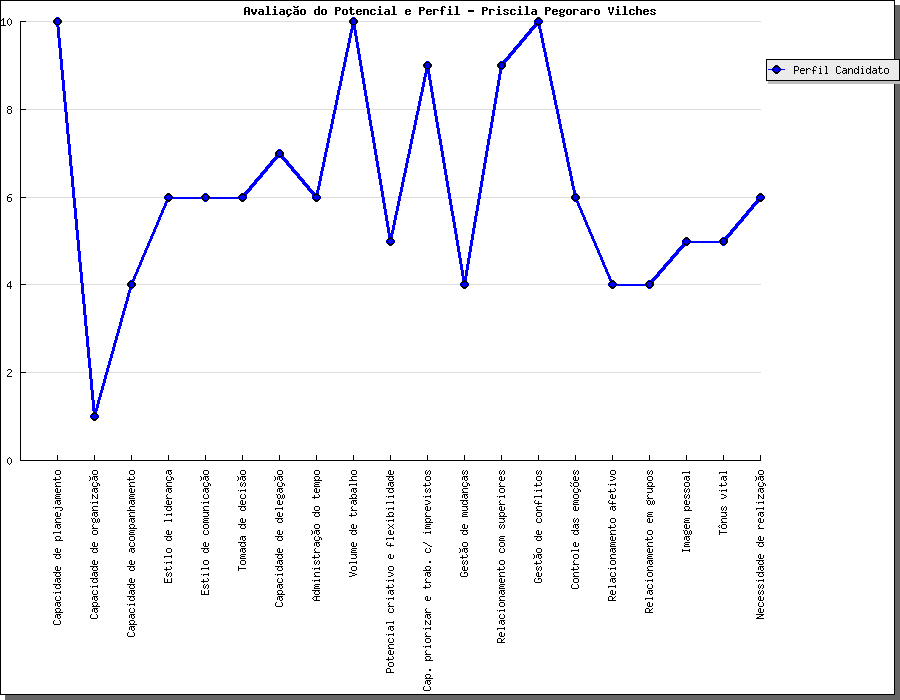 Avaliação do Potencial e Perfil - Priscila Pegoraro Vilches
10
8
6
4
2
0
Perfil Candidato
Capacidade de planejamento
Capacidade de organização
Capacidade de acompanhamento
Estilo de liderança
Estilo de comunicação
Tomada de decisão
Capacidade de delegação
Administração do tempo
Volume de trabalho
Potencial criativo e flexibilidade
Cap. priorizar e trab. c/ imprevistos
Gestão de mudanças
Relacionamento com superiores
Gestão de conflitos
Controle das emoções
Relacionamento afetivo
Relacionamento em grupos
Imagem pessoal
Tônus vital
Necessidade de realização